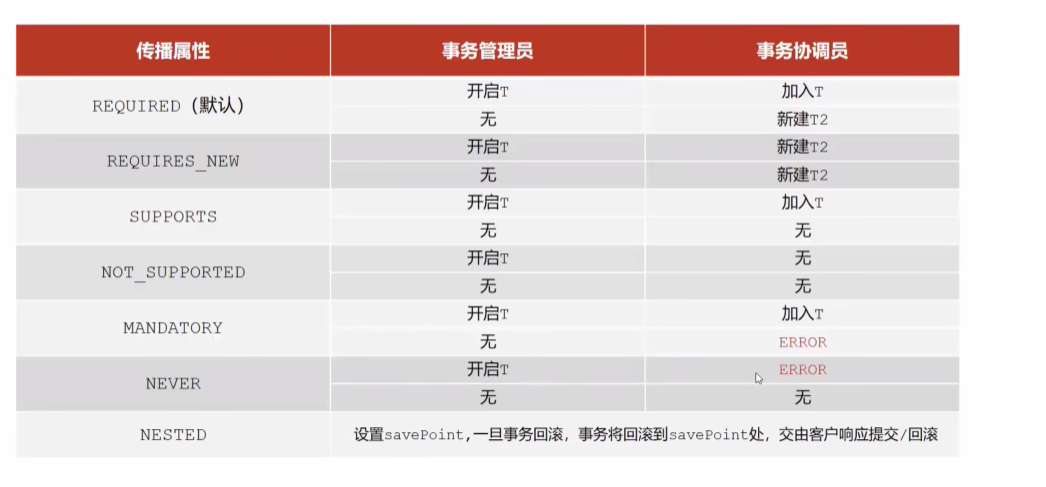 传播属性 事务管理员 事务协调员
REQUIRED（默认） 开启T 加入T
无 新建T2
REQUIRES_NEW 开启T 新建T2
无 新建T2
SUPPORTS 开启T 加入T
无 无
NOT_SUPPORTED 开启T 无
无 无
MANDATORY 开启T 加入T
无 ERROR
NEVER 开启T ERROR
无 无
NESTED 设置savePoint,一旦事务回滚，事务将回滚到savePoint处，交由客户响应提交/回滚